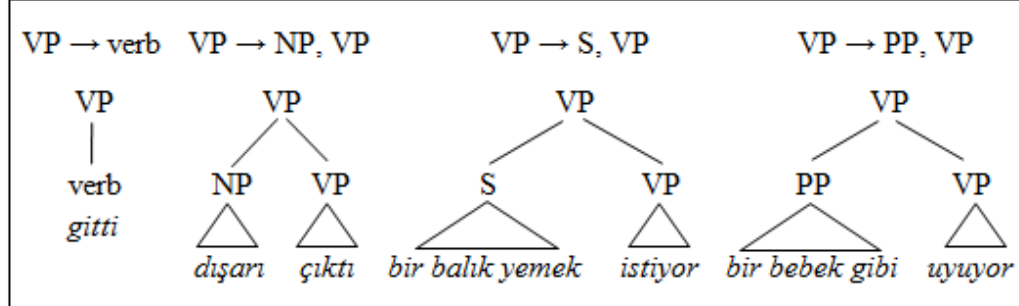 VP → verb VP → NP, VP VP → S, VP VP → PP, VP
VP VP VP VP
verb NP VP S VP PP VP
gitti
dışarı çıktı bir balık yemek istiyor bir bebek gibi uyuyor